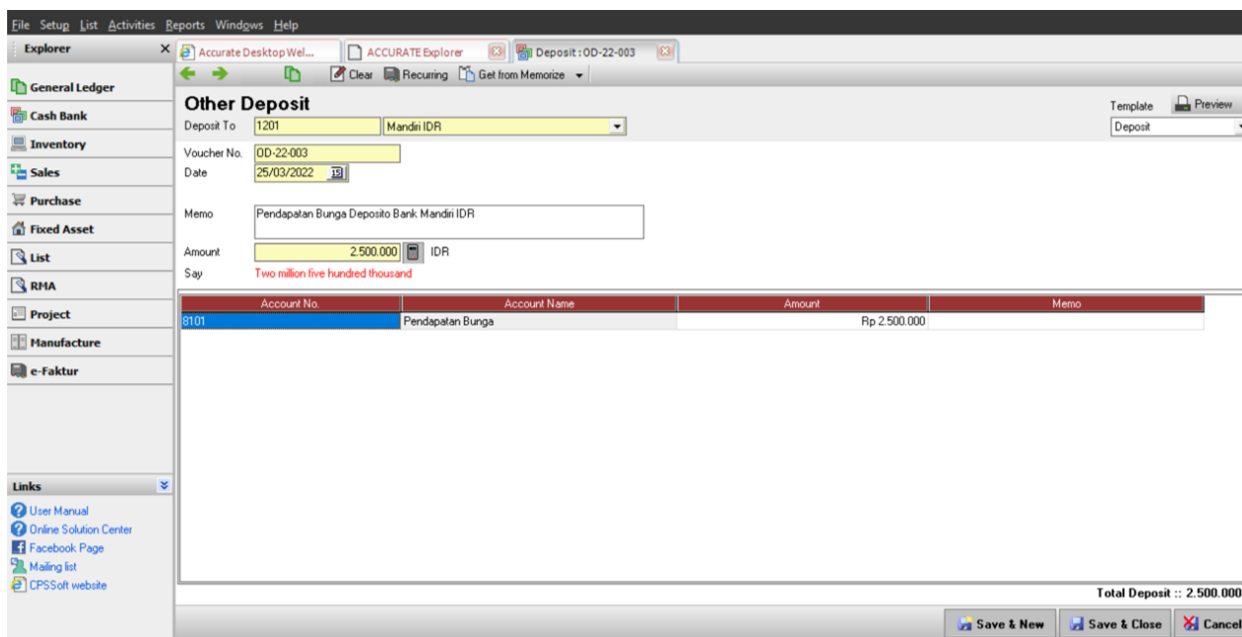 File Setup List Activities Reports Windows Help
Explorer
Accurate Desktop Wel...
ACCURATE Explorer
Deposit : OD-22-003
Clear Recurring Get from Memorize
General Ledger
Cash Bank
Inventory
Sales
Purchase
Fixed Asset
List
RMA
Project
Manufacture
e-Faktur
Links
User Manual
Online Solution Center
Facebook Page
Mailing list
CPSSoft website
Other Deposit
Template Preview
Deposit To 1201 Mandiri IDR
Deposit
Voucher No. OD-22-003
Date 25/03/2022
Memo Pendapatan Bunga Deposito Bank Mandiri IDR
Amount 2.500.000 IDR
Say Two million five hundred thousand
Account No. Account Name Amount Memo
8101 Pendapatan Bunga Rp 2.500.000
Total Deposit :: 2.500.000
Save & New Save & Close Cancel